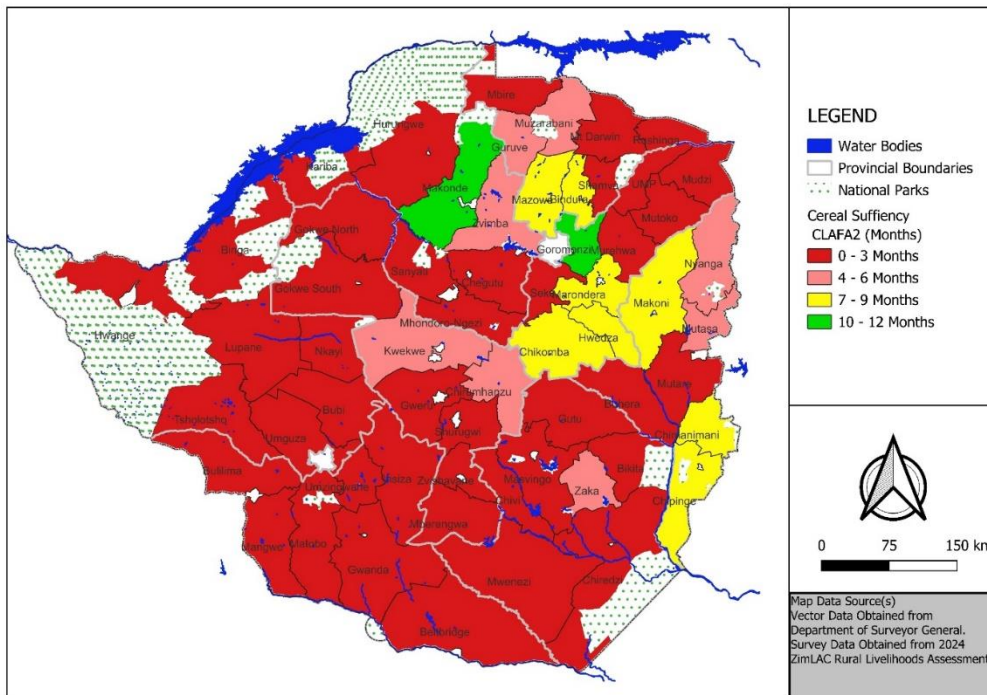 Mbire
Hurungwe
Muzarabani
Guruve
Mt Darwin
Rushinga
Kariba
Makonde
Mazowe
Bindura
Shamva
UMP
Mudzi
Zvimba
Mutoko
Gokwe North
Binga
Goromonzi
Murehwa
Nyanga
Sanyati
Chegutu
Gokwe South
Seke
Marondera
Makoni
Mhondoro-Ngezi
Hwange
Mutasa
Lupane
Nkayi
Kwekwe
Chikomba
Hwedza
Chirumhagzu
Mutare
Gweru
Buhera
Tsholotsho
Bubi
Gutu
Shurugwi
Umguza
Chimanimani
Bulilima
Bikita
Insiza
Zvishavane
Masvingo
Zaka
Umzingwane
Chivi
Chipinge
Mberengwa
Mangwe
Matobo
Gwanda
Mwenezi
Chiredzi
Beitbridge
LEGEND
Water Bodies
Provincial Boundaries
National Parks
Cereal Suffiency
CLAFA2 (Months)
0 - 3 Months
4 - 6 Months
7 - 9 Months
10 - 12 Months
0 75 150 km
Map Data Source(s)
Vector Data Obtained from
Department of Surveyor General.
Survey Data Obtained from 2024
ZimLAC Rural Livelihoods Assessment